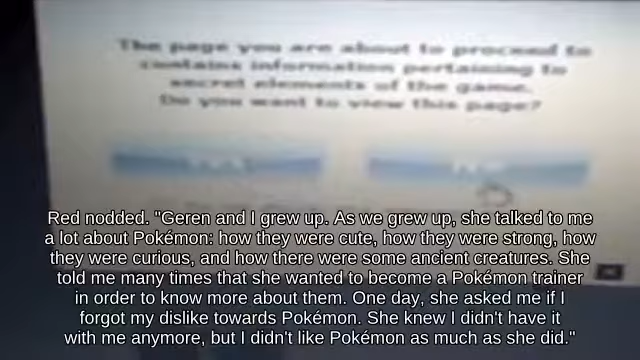 The page you are about to proceed to
contains information pertaining to
secret elements of the game.
Do you want to view this page?
Red nodded. "Geren and I grew up. As we grew up, she talked to me
a lot about Pokémon: how they were cute, how they were strong, how
they were curious, and how there were some ancient creatures. She
told me many times that she wanted to become a Pokémon trainer
in order to know more about them. One day, she asked me if I
forgot my dislike towards Pokémon. She knew I didn't have it
with me anymore, but I didn't like Pokémon as much as she did."